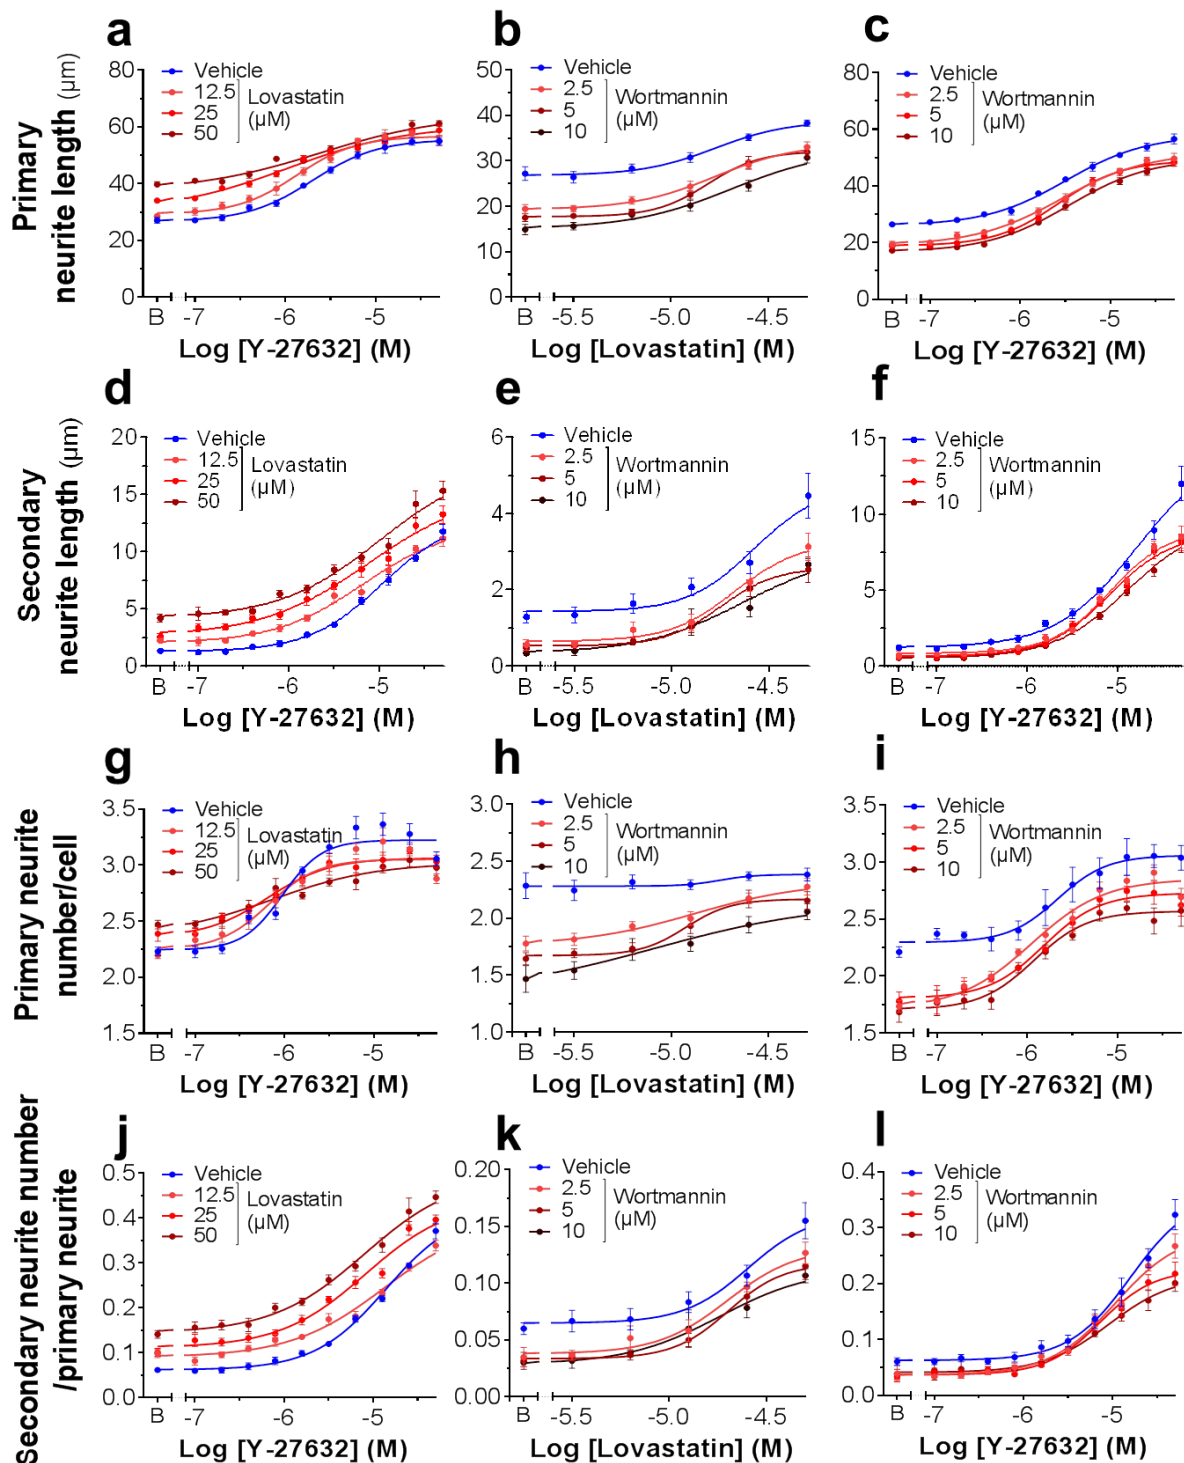 a
Primary
neurite length (µm)
80
60
40
20
0
Vehicle
12.5
25
50
Lovastatin
(µM)
B
-7
-6
-5
Log [Y-27632] (M)
b
50
40
30
20
10
0
Vehicle
2.5
5
10
Wortmannin
(µM)
B
-5.5
-5.0
-4.5
Log [Lovastatin] (M)
c
80
60
40
20
0
Vehicle
2.5
5
10
Wortmannin
(µM)
B
-7
-6
-5
Log [Y-27632] (M)
d
Secondary
neurite length (µm)
20
15
10
5
0
Vehicle
12.5
25
50
Lovastatin
(µM)
B
-7
-6
-5
Log [Y-27632] (M)
e
6
4
2
0
Vehicle
2.5
5
10
Wortmannin
(µM)
B
-5.5
-5.0
-4.5
Log [Lovastatin] (M)
f
15
10
5
0
Vehicle
2.5
5
10
Wortmannin
(µM)
B
-7
-6
-5
Log [Y-27632] (M)
g
Primary neurite
number/cell
3.5
3.0
2.5
2.0
1.5
Vehicle
12.5
25
50
Lovastatin
(µM)
B
-7
-6
-5
Log [Y-27632] (M)
h
3.0
2.5
2.0
1.5
1.0
Vehicle
2.5
5
10
Wortmannin
(µM)
B
-5.5
-5.0
-4.5
Log [Lovastatin] (M)
i
3.5
3.0
2.5
2.0
1.5
Vehicle
2.5
5
10
Wortmannin
(µM)
B
-7
-6
-5
Log [Y-27632] (M)
j
Secondary neurite number
/primary neurite
0.5
0.4
0.3
0.2
0.1
0.0
Vehicle
12.5
25
50
Lovastatin
(µM)
B
-7
-6
-5
Log [Y-27632] (M)
k
0.20
0.15
0.10
0.05
0.00
Vehicle
2.5
5
10
Wortmannin
(µM)
B
-5.5
-5.0
-4.5
Log [Lovastatin] (M)
l
0.4
0.3
0.2
0.1
0.0
Vehicle
2.5
5
10
Wortmannin
(µM)
B
-7
-6
-5
Log [Y-27632] (M)